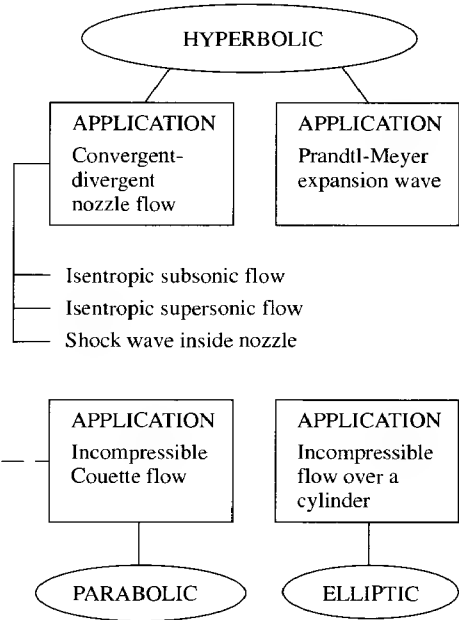 HYPERBOLIC
APPLICATION
Convergent-
divergent
nozzle flow
APPLICATION
Prandtl-Meyer
expansion wave
Isentropic subsonic flow
Isentropic supersonic flow
Shock wave inside nozzle
APPLICATION
Incompressible
Couette flow
APPLICATION
Incompressible
flow over a
cylinder
PARABOLIC
ELLIPTIC